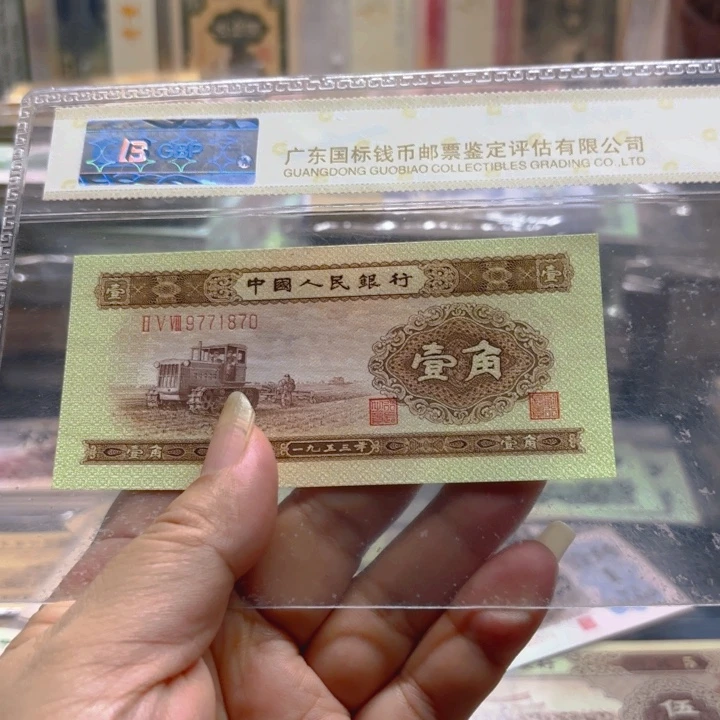 GBP
广东国标钱币邮票鉴定评估有限公司
GUANGDONG GUOBIAO COLLECTIBLES GRADING CO.,LTD
壹 中國人民銀行 壹
II V VIII 9771870
壹角
壹角 一九五三年 壹角
伍